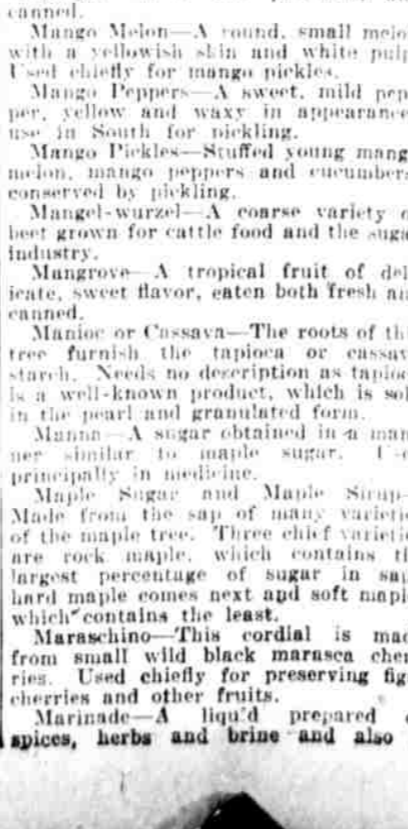 canned.
Mango Melon—A round, small melo
with a yellowish skin and white pulp
Used chiefly for mango pickles.
Mango Peppers—A sweet, mild pep
per, yellow and waxy in appearance
use in South for pickling.
Mango Pickles—Stuffed young mang
melon, mango peppers and cucumbers
conserved by pickling.
Mangel-wurzel—A coarse variety o
beet grown for cattle food and the suga
industry.
Mangrove—A tropical fruit of del
icate, sweet flavor, eaten both fresh an
canned.
Manioc or Cassava—The roots of thi
tree furnish the tapioca or cassav
starch. Needs no description as tapioc
is a well-known product, which is sol
in the pearl and granulated form.
Manna—A sugar obtained in a man
ner similar to maple sugar. Use
principally in medicine.
Maple Sugar and Maple Sirup—
Made from the sap of many varietie
of the maple tree. Three chief varietie
are rock maple, which contains th
largest percentage of sugar in sap
hard maple comes next and soft maple
which contains the least.
Maraschino—This cordial is mad
from small wild black marasca cher
ries. Used chiefly for preserving figs
cherries and other fruits.
Marinade—A liqu'd prepared o
spices, herbs and brine and also